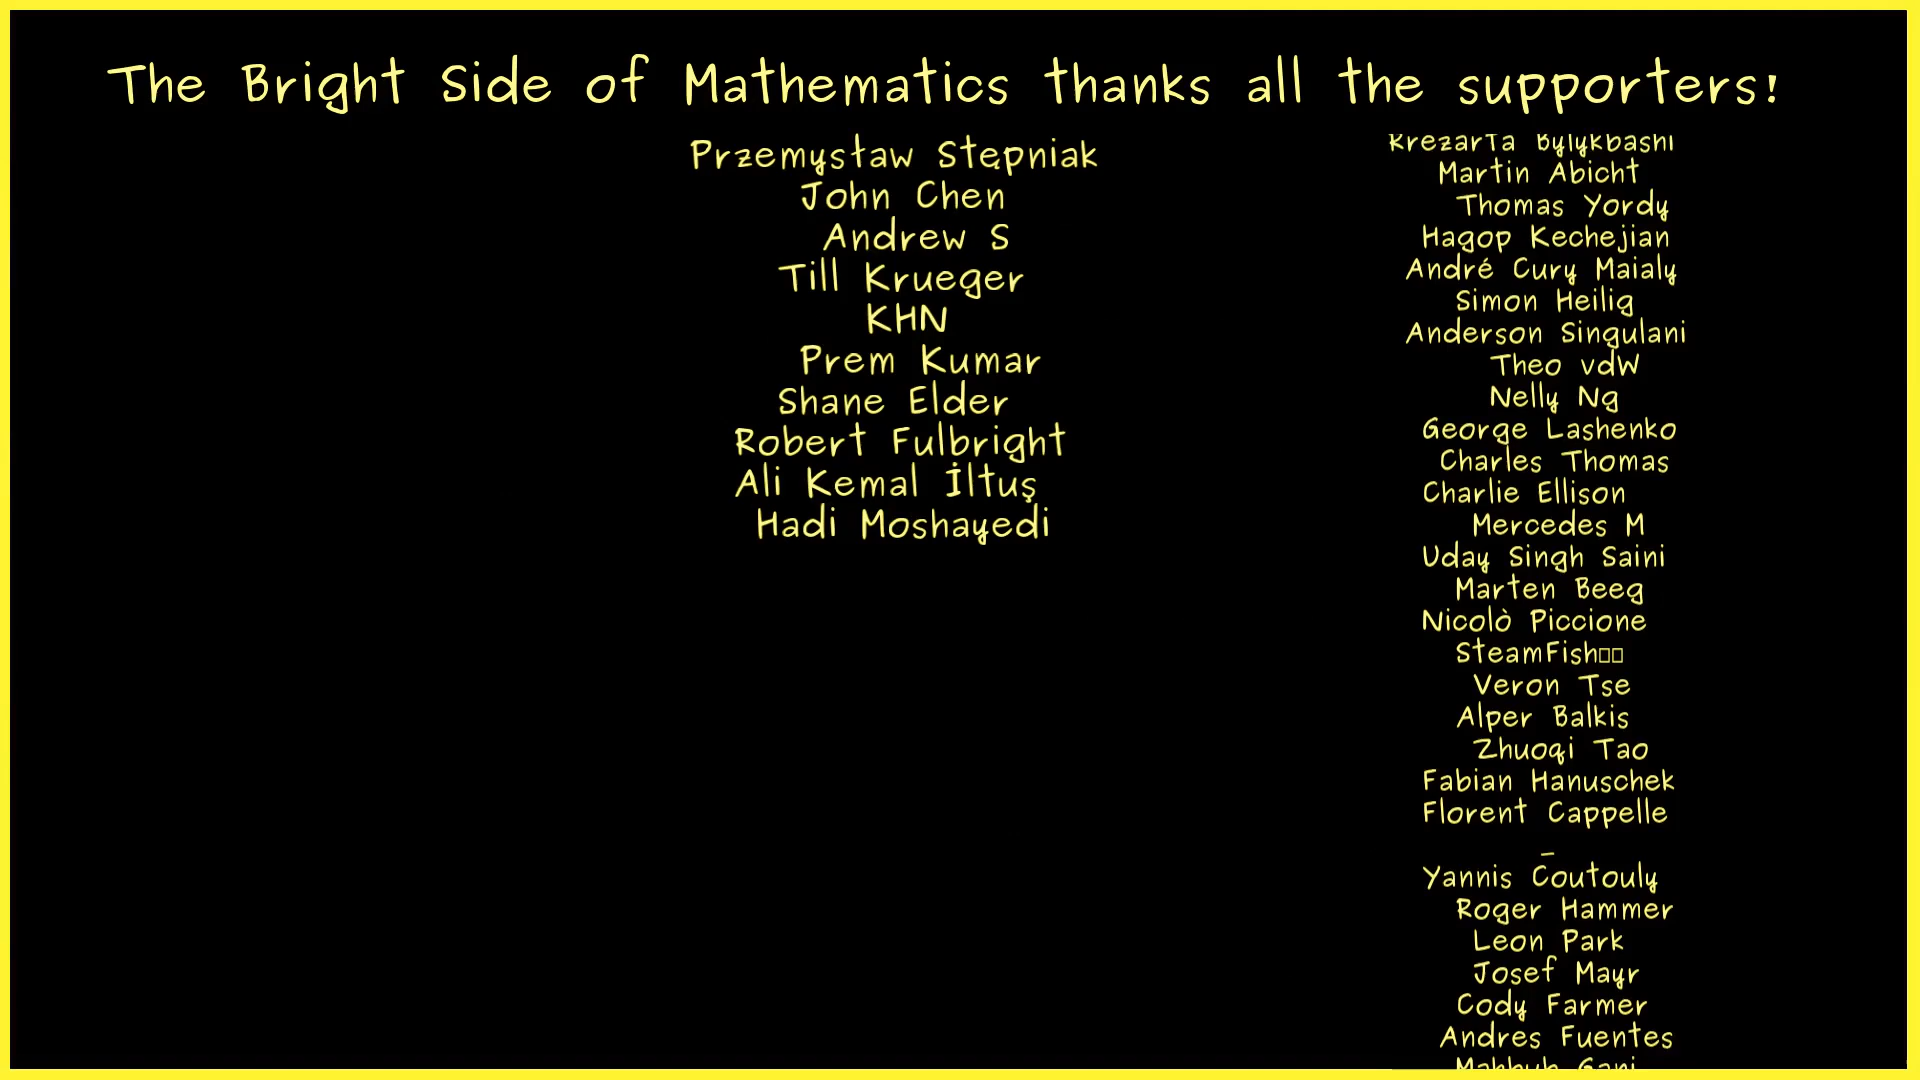 The Bright Side of Mathematics thanks all the supporters!
Przemysław Stępniak
John Chen
Andrew S
Till Krueger
KHN
Prem Kumar
Shane Elder
Robert Fulbright
Ali Kemal İltuş
Hadi Moshayedi
Krezarta Bylykbashi
Martin Abicht
Thomas Yordy
Hagop Kechejian
André Cury Maialy
Simon Heilig
Anderson Singulani
Theo vdW
Nelly Ng
George Lashenko
Charles Thomas
Charlie Ellison
Mercedes M
Uday Singh Saini
Marten Beeg
Nicolò Piccione
SteamFish
Veron Tse
Alper Balkis
Zhuoqi Tao
Fabian Hanuschek
Florent Cappelle
_
Yannis Coutouly
Roger Hammer
Leon Park
Josef Mayr
Cody Farmer
Andres Fuentes